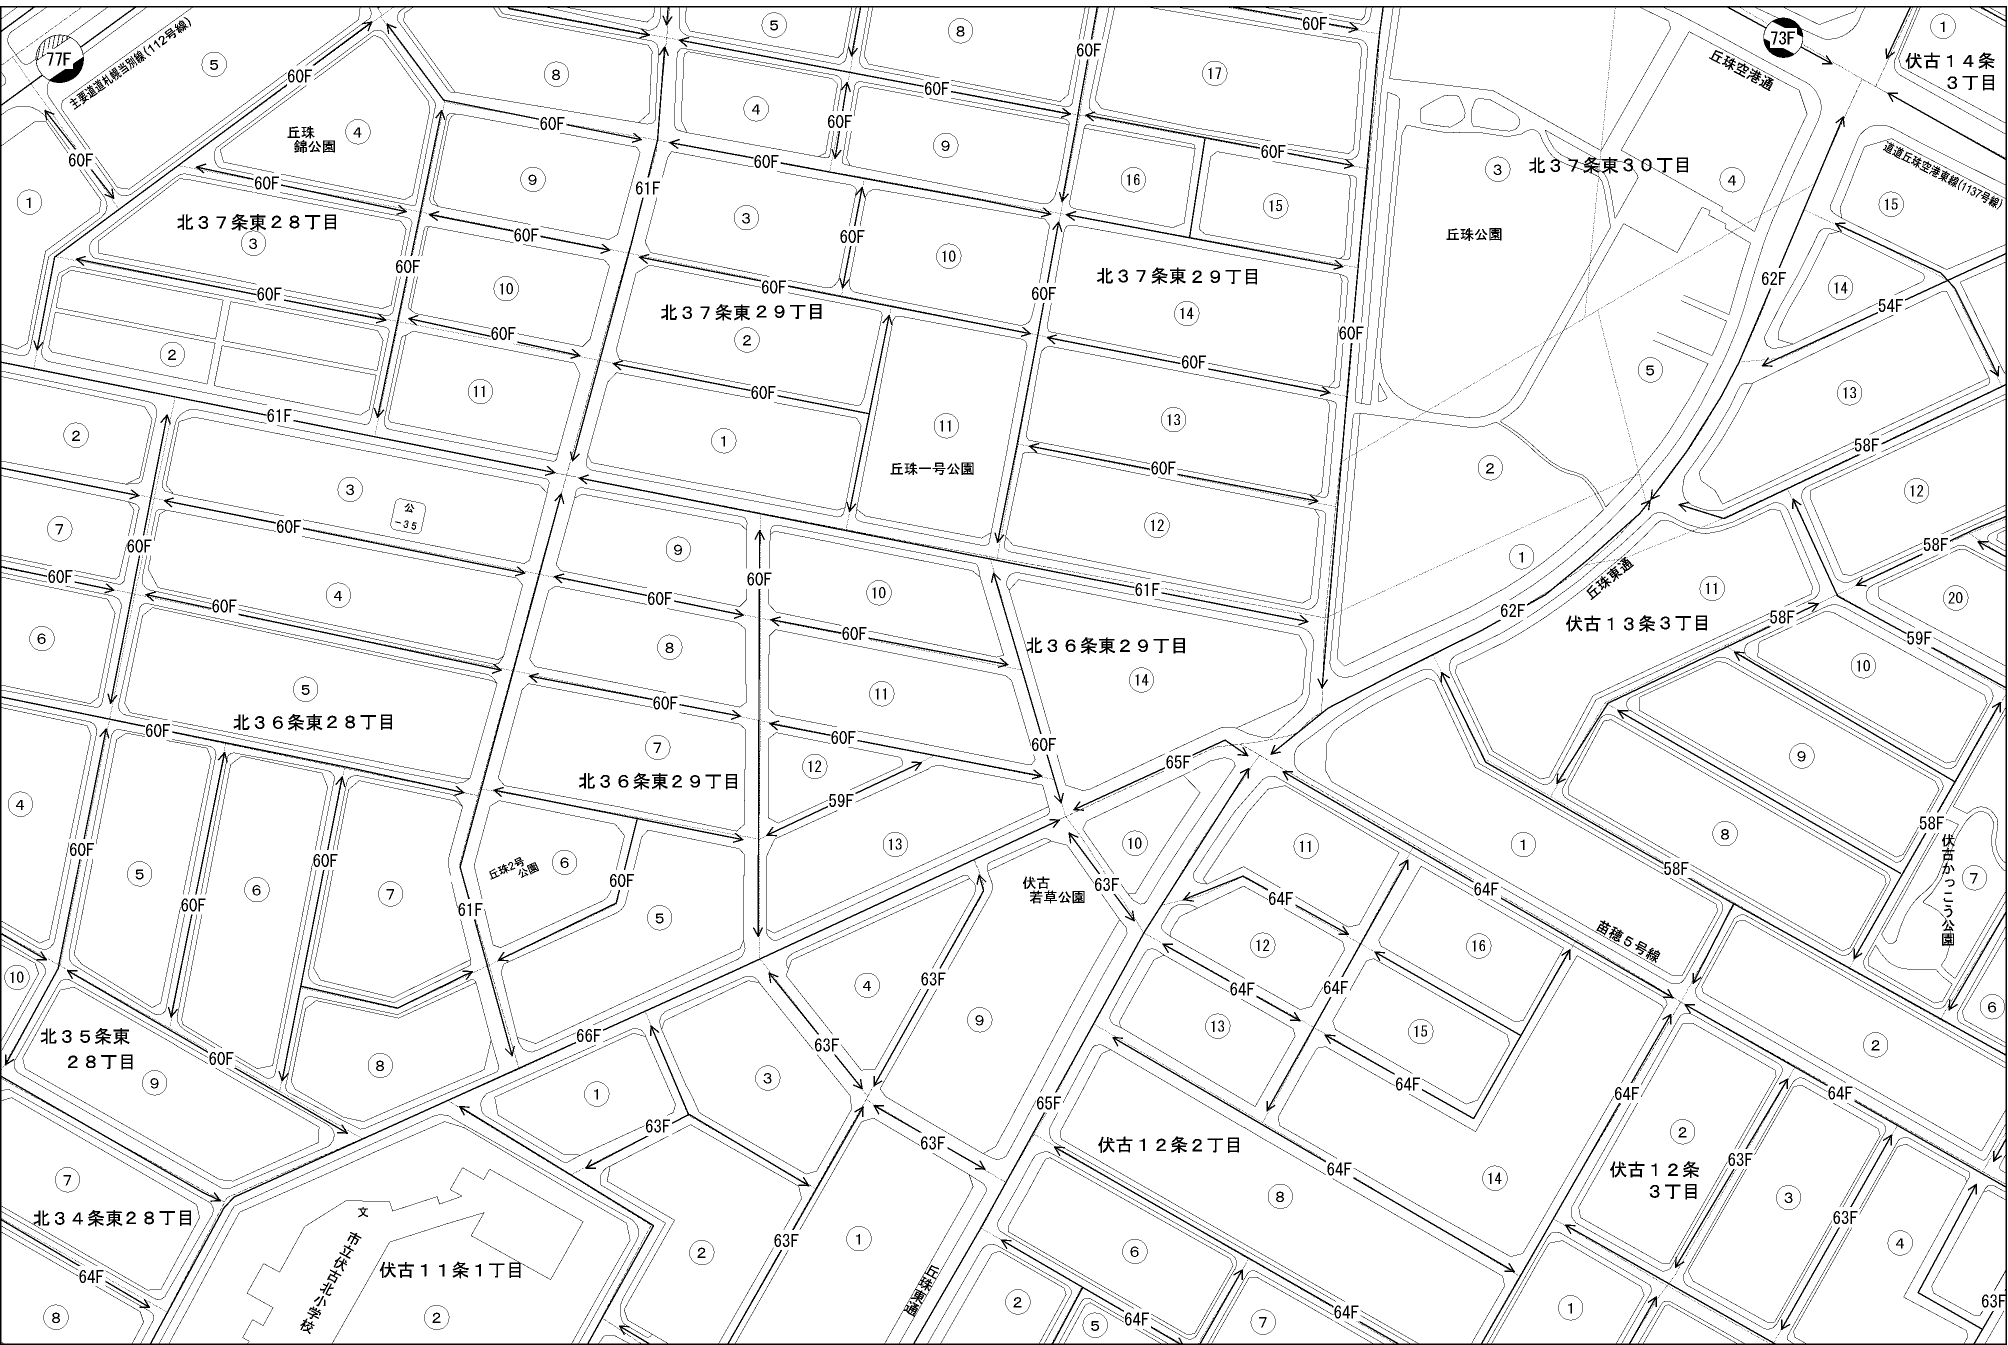 77F
主要道道札幌当別線(112号線)
⑤
60F
⑧
⑤
⑧
60F
60F
⑰
73F
丘珠空港通
①
伏古14条
3丁目
丘珠
錦公園
④
60F
60F
④
60F
60F
⑨
60F
⑯
60F
⑮
③
北37条東30丁目
④
道道丘珠空港東線(1137号線)
⑮
①
60F
⑨
61F
60F
北37条東28丁目
③
60F
60F
③
60F
⑩
北37条東29丁目
丘珠公園
60F
⑩
60F
60F
⑭
62F
⑭
54F
60F
②
60F
⑪
北37条東29丁目
②
60F
60F
⑤
⑬
②
61F
60F
①
⑪
丘珠一号公園
⑬
60F
②
58F
⑫
③
公
-35
⑦
60F
60F
⑨
⑫
①
58F
60F
60F
④
60F
60F
⑩
61F
丘珠東通
62F
伏古13条3丁目
⑪
58F
⑳
59F
⑥
⑧
60F
北36条東29丁目
⑭
⑩
⑤
北36条東28丁目
60F
60F
⑪
⑦
北36条東29丁目
60F
⑫
60F
65F
⑨
④
59F
58F
60F
⑤
60F
⑥
60F
⑦
61F
丘珠2号
公園
⑥
60F
⑤
⑬
⑩
63F
伏古
若草公園
⑪
64F
①
64F
⑧
58F
伏古かっこう公園
⑦
⑩
④
63F
⑨
⑫
64F
64F
⑯
苗穂5号線
⑥
北35条東
28丁目
⑨
60F
⑧
66F
63F
⑬
⑮
64F
②
①
③
65F
64F
64F
63F
63F
伏古12条2丁目
64F
⑭
②
63F
伏古12条
3丁目
③
63F
⑦
北34条東28丁目
64F
⑧
文
市立伏古北小学校
伏古11条1丁目
②
②
63F
①
丘珠東通
⑥
⑧
②
64F
⑤
64F
⑦
①
④
63F